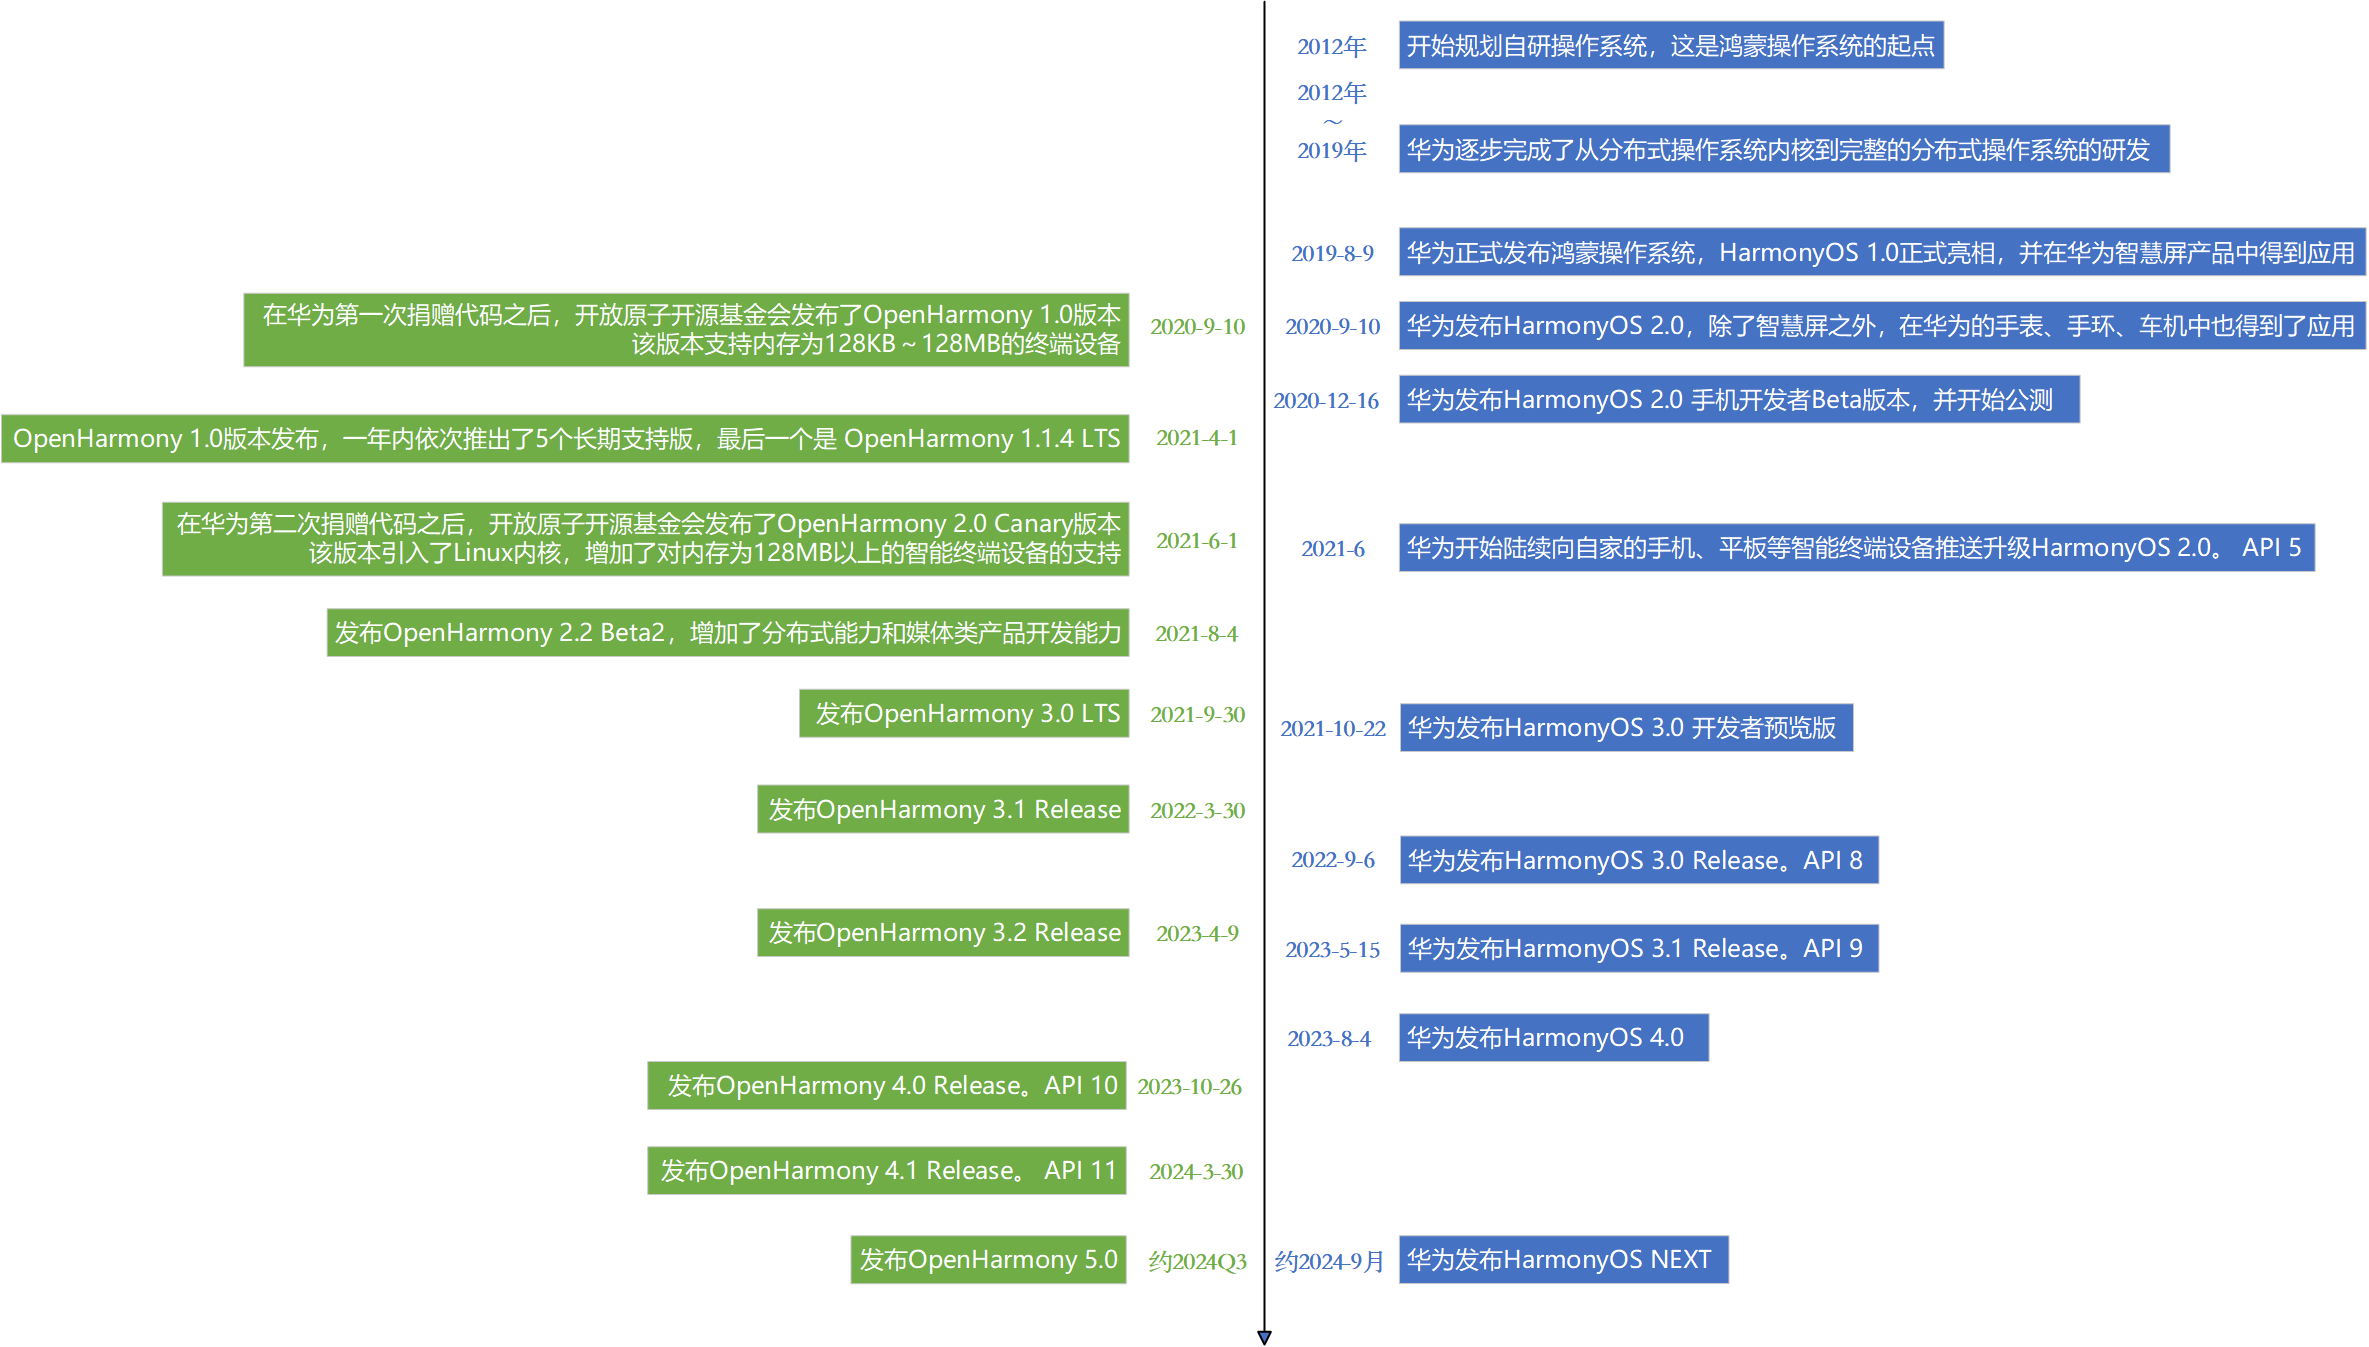 2012年
开始规划自研操作系统，这是鸿蒙操作系统的起点
2012年
～
2019年
华为逐步完成了从分布式操作系统内核到完整的分布式操作系统的研发
2019-8-9
华为正式发布鸿蒙操作系统，HarmonyOS 1.0正式亮相，并在华为智慧屏产品中得到应用
在华为第一次捐赠代码之后，开放原子开源基金会发布了OpenHarmony 1.0版本
该版本支持内存为128KB～128MB的终端设备
2020-9-10
2020-9-10
华为发布HarmonyOS 2.0，除了智慧屏之外，在华为的手表、手环、车机中也得到了应用
2020-12-16
华为发布HarmonyOS 2.0 手机开发者Beta版本，并开始公测
OpenHarmony 1.0版本发布，一年内依次推出了5个长期支持版，最后一个是 OpenHarmony 1.1.4 LTS
2021-4-1
在华为第二次捐赠代码之后，开放原子开源基金会发布了OpenHarmony 2.0 Canary版本
该版本引入了Linux内核，增加了对内存为128MB以上的智能终端设备的支持
2021-6-1
2021-6
华为开始陆续向自家的手机、平板等智能终端设备推送升级HarmonyOS 2.0。 API 5
发布OpenHarmony 2.2 Beta2，增加了分布式能力和媒体类产品开发能力
2021-8-4
发布OpenHarmony 3.0 LTS
2021-9-30
2021-10-22
华为发布HarmonyOS 3.0 开发者预览版
发布OpenHarmony 3.1 Release
2022-3-30
2022-9-6
华为发布HarmonyOS 3.0 Release。API 8
发布OpenHarmony 3.2 Release
2023-4-9
2023-5-15
华为发布HarmonyOS 3.1 Release。API 9
2023-8-4
华为发布HarmonyOS 4.0
发布OpenHarmony 4.0 Release。API 10
2023-10-26
发布OpenHarmony 4.1 Release。 API 11
2024-3-30
发布OpenHarmony 5.0
约2024Q3
约2024-9月
华为发布HarmonyOS NEXT